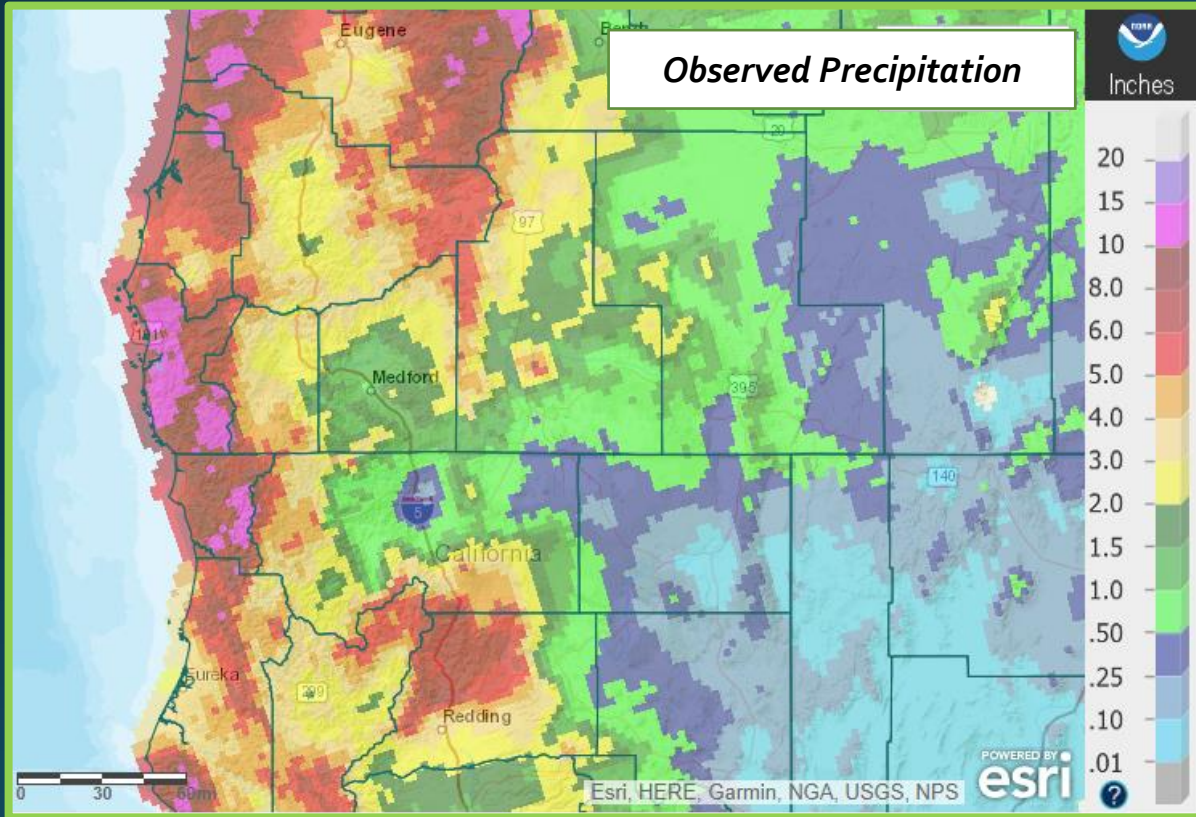 Observed Precipitation
NOAA
Inches
20
15
10
8.0
6.0
5.0
4.0
3.0
2.0
1.5
1.0
.50
.25
.10
.01
?
Eugene
20
97
101
Medford
395
140
5
California
Eureka
299
Redding
0 30 60mi
Esri, HERE, Garmin, NGA, USGS, NPS
POWERED BY
esri